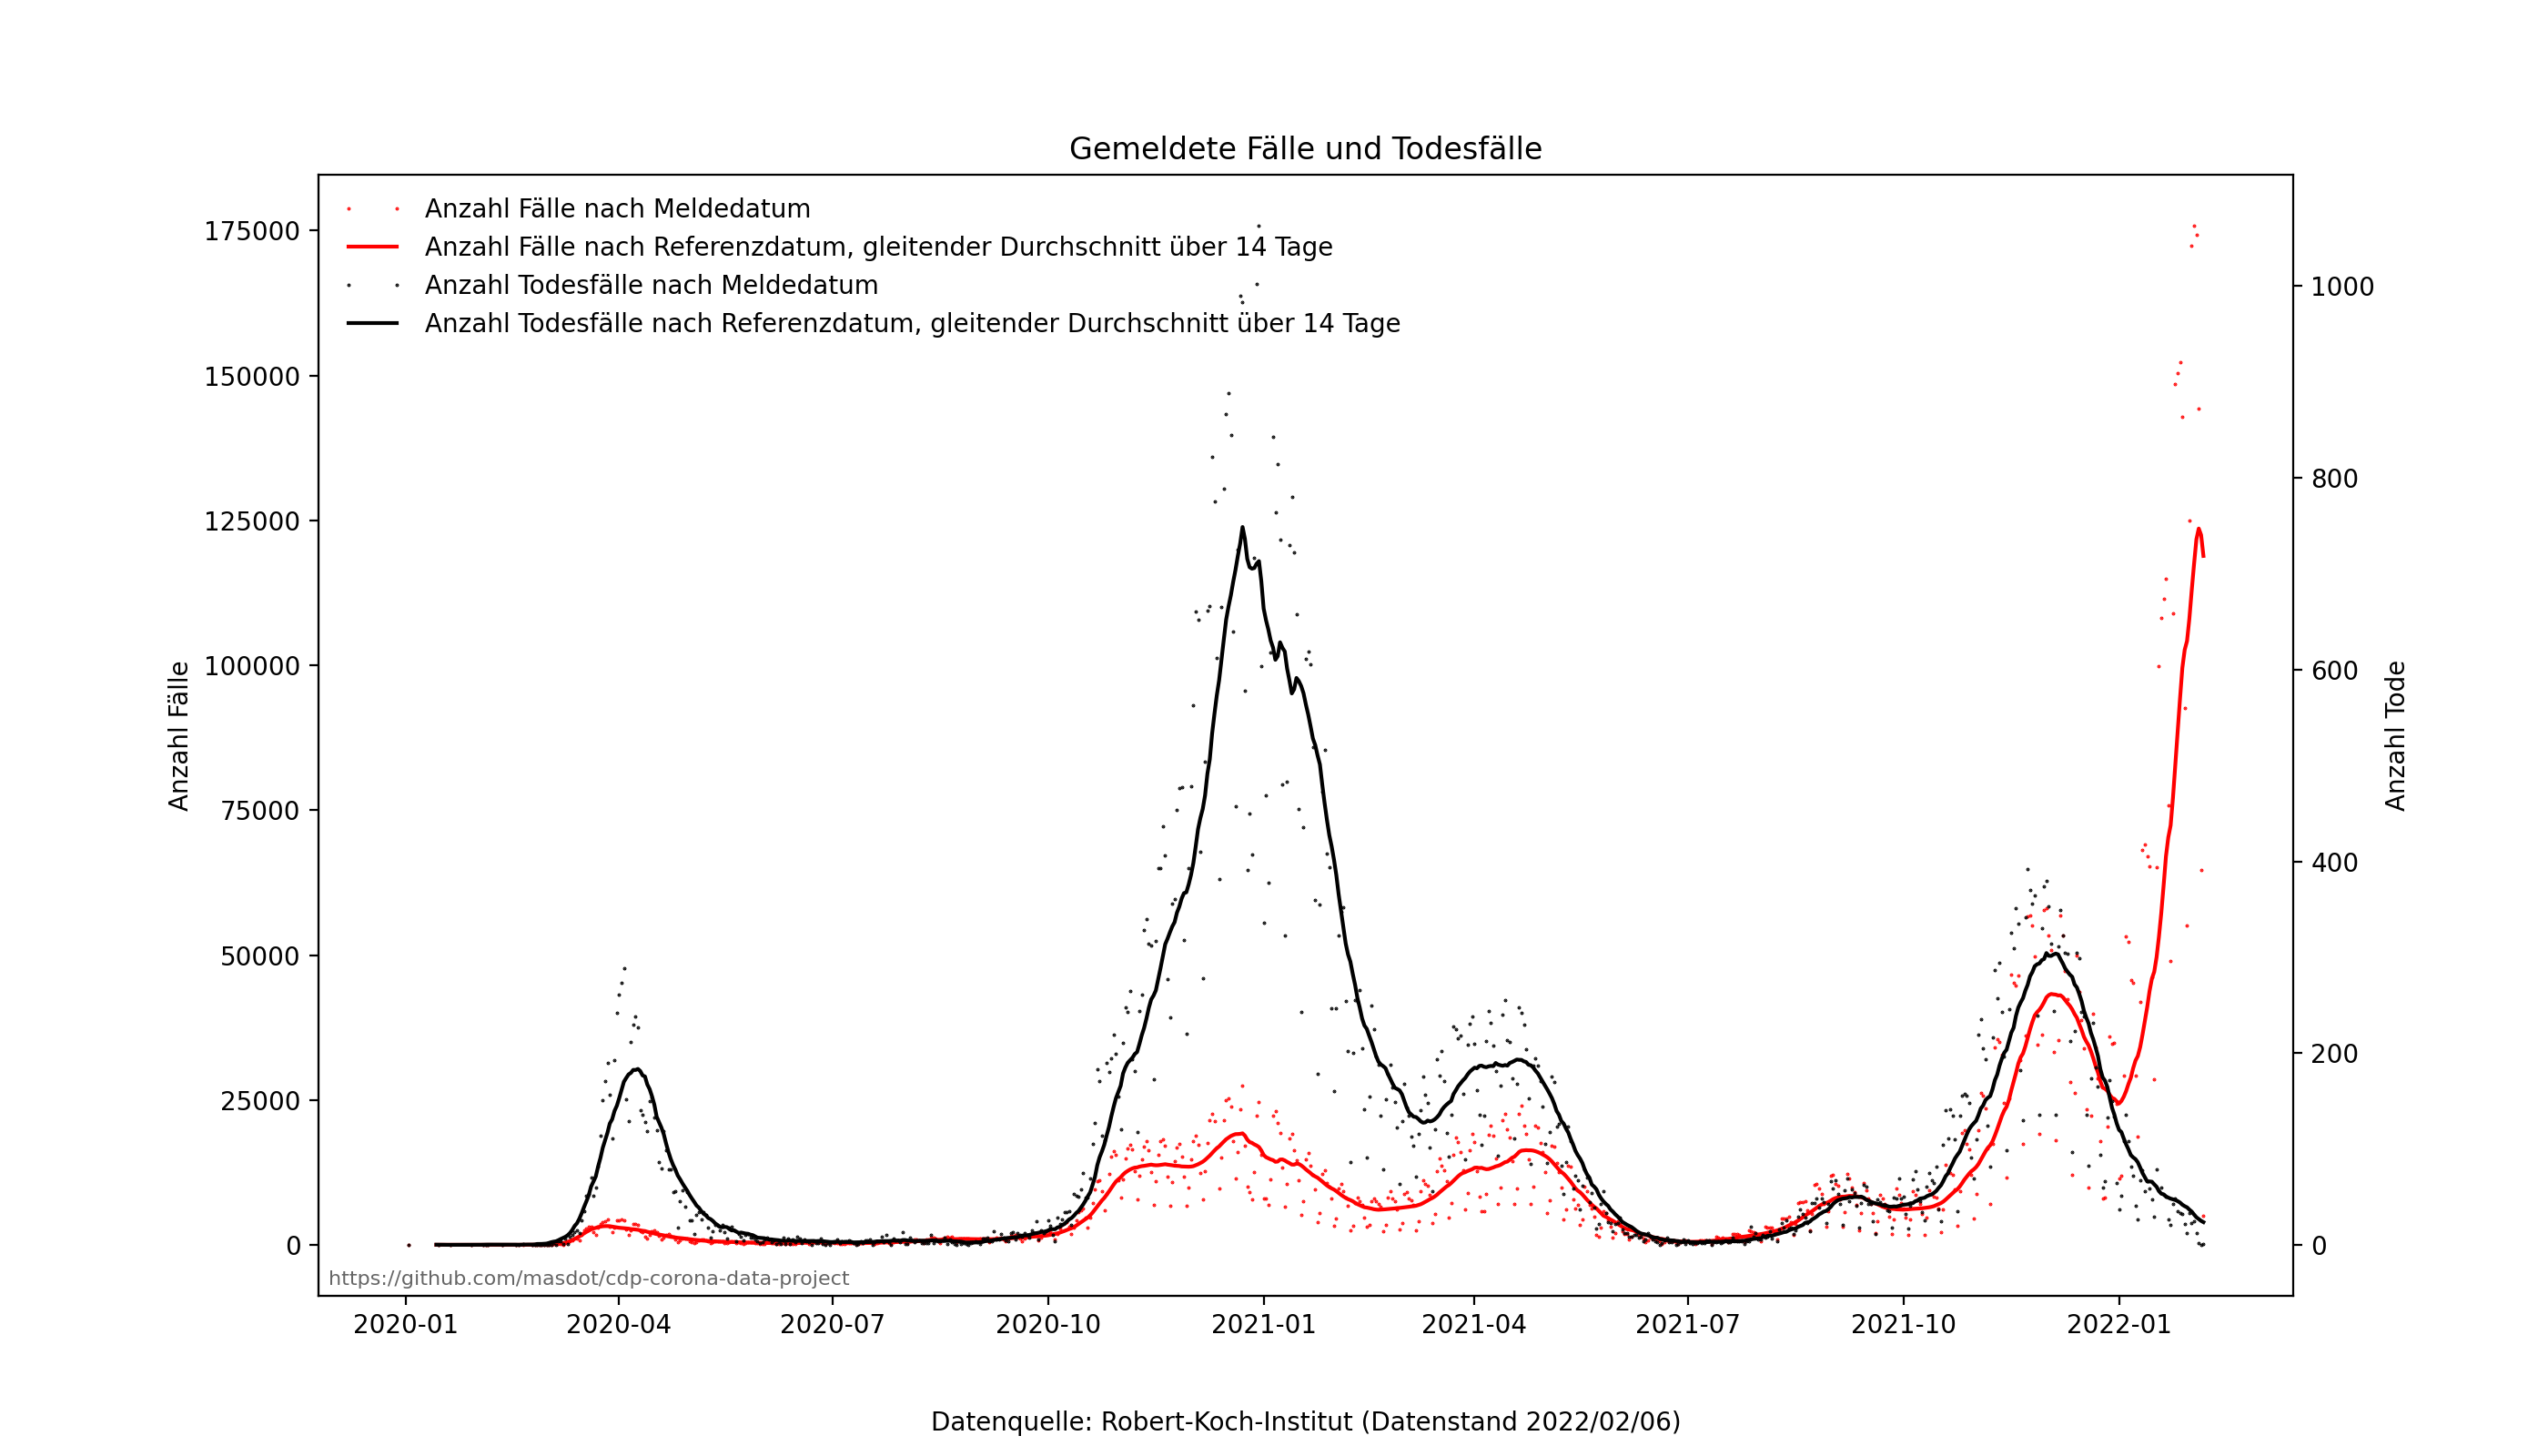 Gemeldete Fälle und Todesfälle
Anzahl Fälle nach Meldedatum
Anzahl Fälle nach Referenzdatum, gleitender Durchschnitt über 14 Tage
Anzahl Todesfälle nach Meldedatum
Anzahl Todesfälle nach Referenzdatum, gleitender Durchschnitt über 14 Tage
175000
150000
125000
100000
75000
50000
25000
0
Anzahl Fälle
1000
800
600
400
200
0
Anzahl Tode
https://github.com/masdot/cdp-corona-data-project
2020-01 2020-04 2020-07 2020-10 2021-01 2021-04 2021-07 2021-10 2022-01
Datenquelle: Robert-Koch-Institut (Datenstand 2022/02/06)